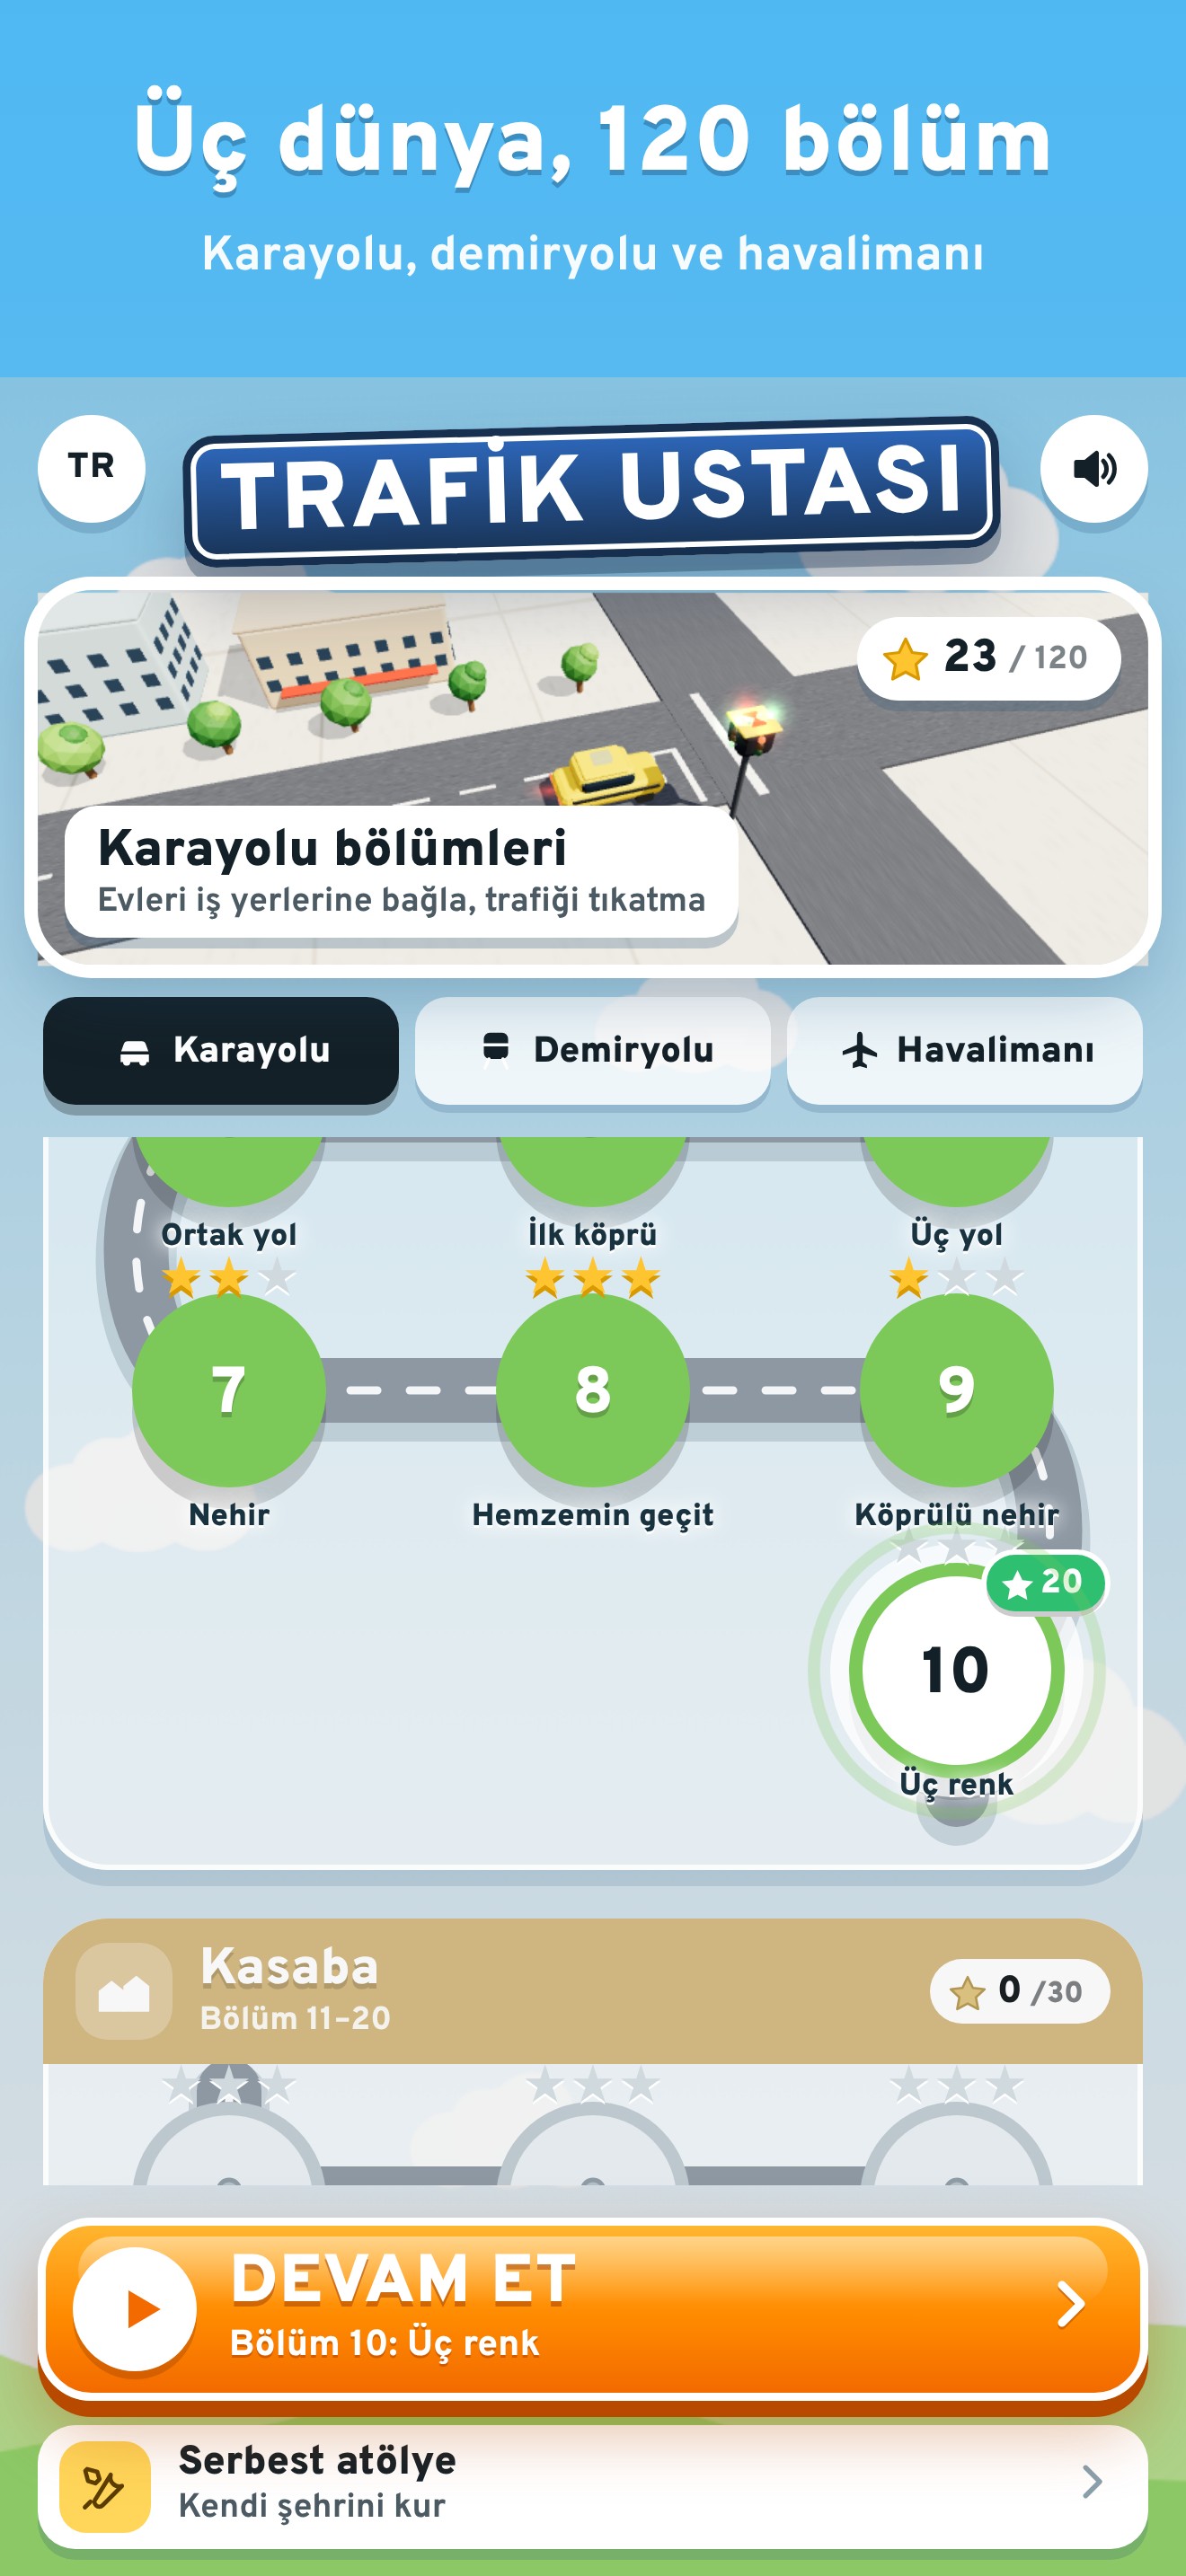 Üç dünya, 120 bölüm
Karayolu, demiryolu ve havalimanı
TR
TRAFİK USTASI
23 / 120
Karayolu bölümleri
Evleri iş yerlerine bağla, trafiği tıkatma
Karayolu
Demiryolu
Havalimanı
Ortak yol
İlk köprü
Üç yol
7
8
9
Nehir
Hemzemin geçit
Köprülü nehir
20
10
Üç renk
Kasaba
Bölüm 11–20
0 /30
DEVAM ET
Bölüm 10: Üç renk
Serbest atölye
Kendi şehrini kur